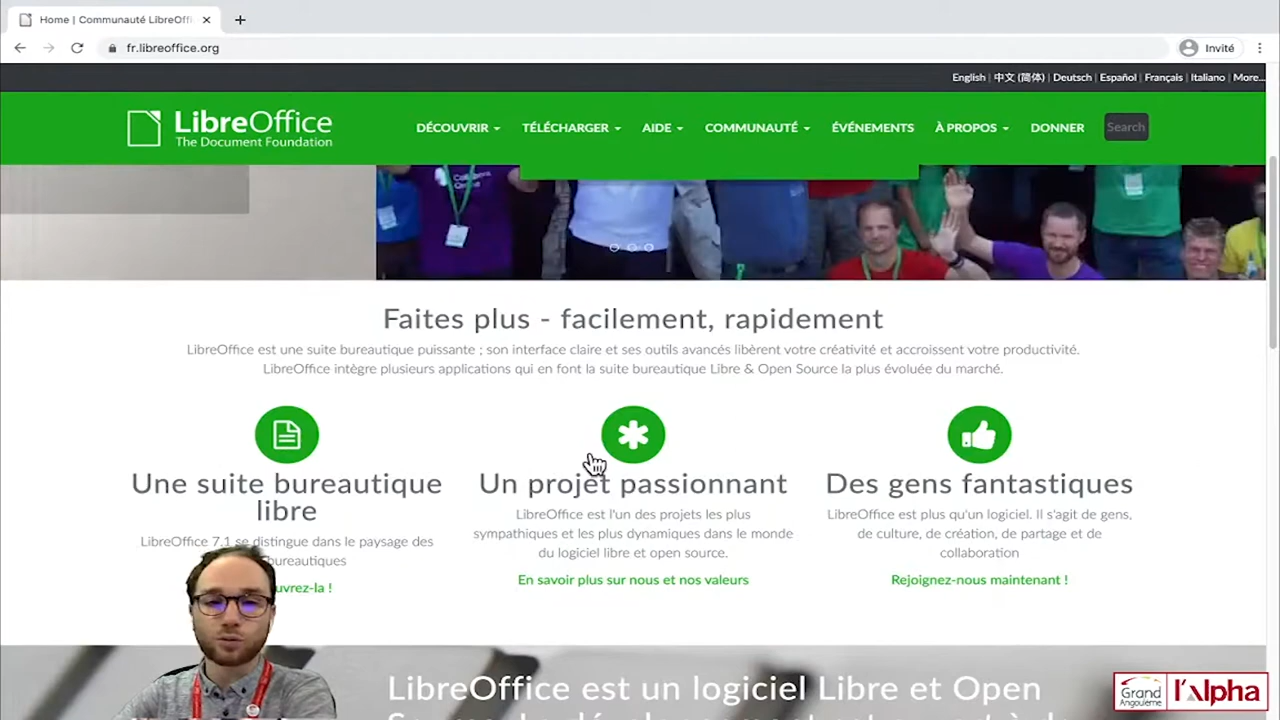 Home | Communauté LibreOffi
fr.libreoffice.org
Invité
English | 中文 (简体) | Deutsch | Español | Français | Italiano | More...
LibreOffice
The Document Foundation
DÉCOUVRIR
TÉLÉCHARGER
AIDE
COMMUNAUTÉ
ÉVÉNEMENTS
À PROPOS
DONNER
Search
Faites plus - facilement, rapidement
LibreOffice est une suite bureautique puissante ; son interface claire et ses outils avancés libèrent votre créativité et accroissent votre productivité.
LibreOffice intègre plusieurs applications qui en font la suite bureautique Libre & Open Source la plus évoluée du marché.
Une suite bureautique
libre
LibreOffice 7.1 se distingue dans le paysage des
bureautiques
uvrez-la !
Un projet passionnant
LibreOffice est l'un des projets les plus
sympathiques et les plus dynamiques dans le monde
du logiciel libre et open source.
En savoir plus sur nous et nos valeurs
Des gens fantastiques
LibreOffice est plus qu'un logiciel. Il s'agit de gens,
de culture, de création, de partage et de
collaboration
Rejoignez-nous maintenant !
LibreOffice est un logiciel Libre et Open
Grand
Angoulême
l'Alpha